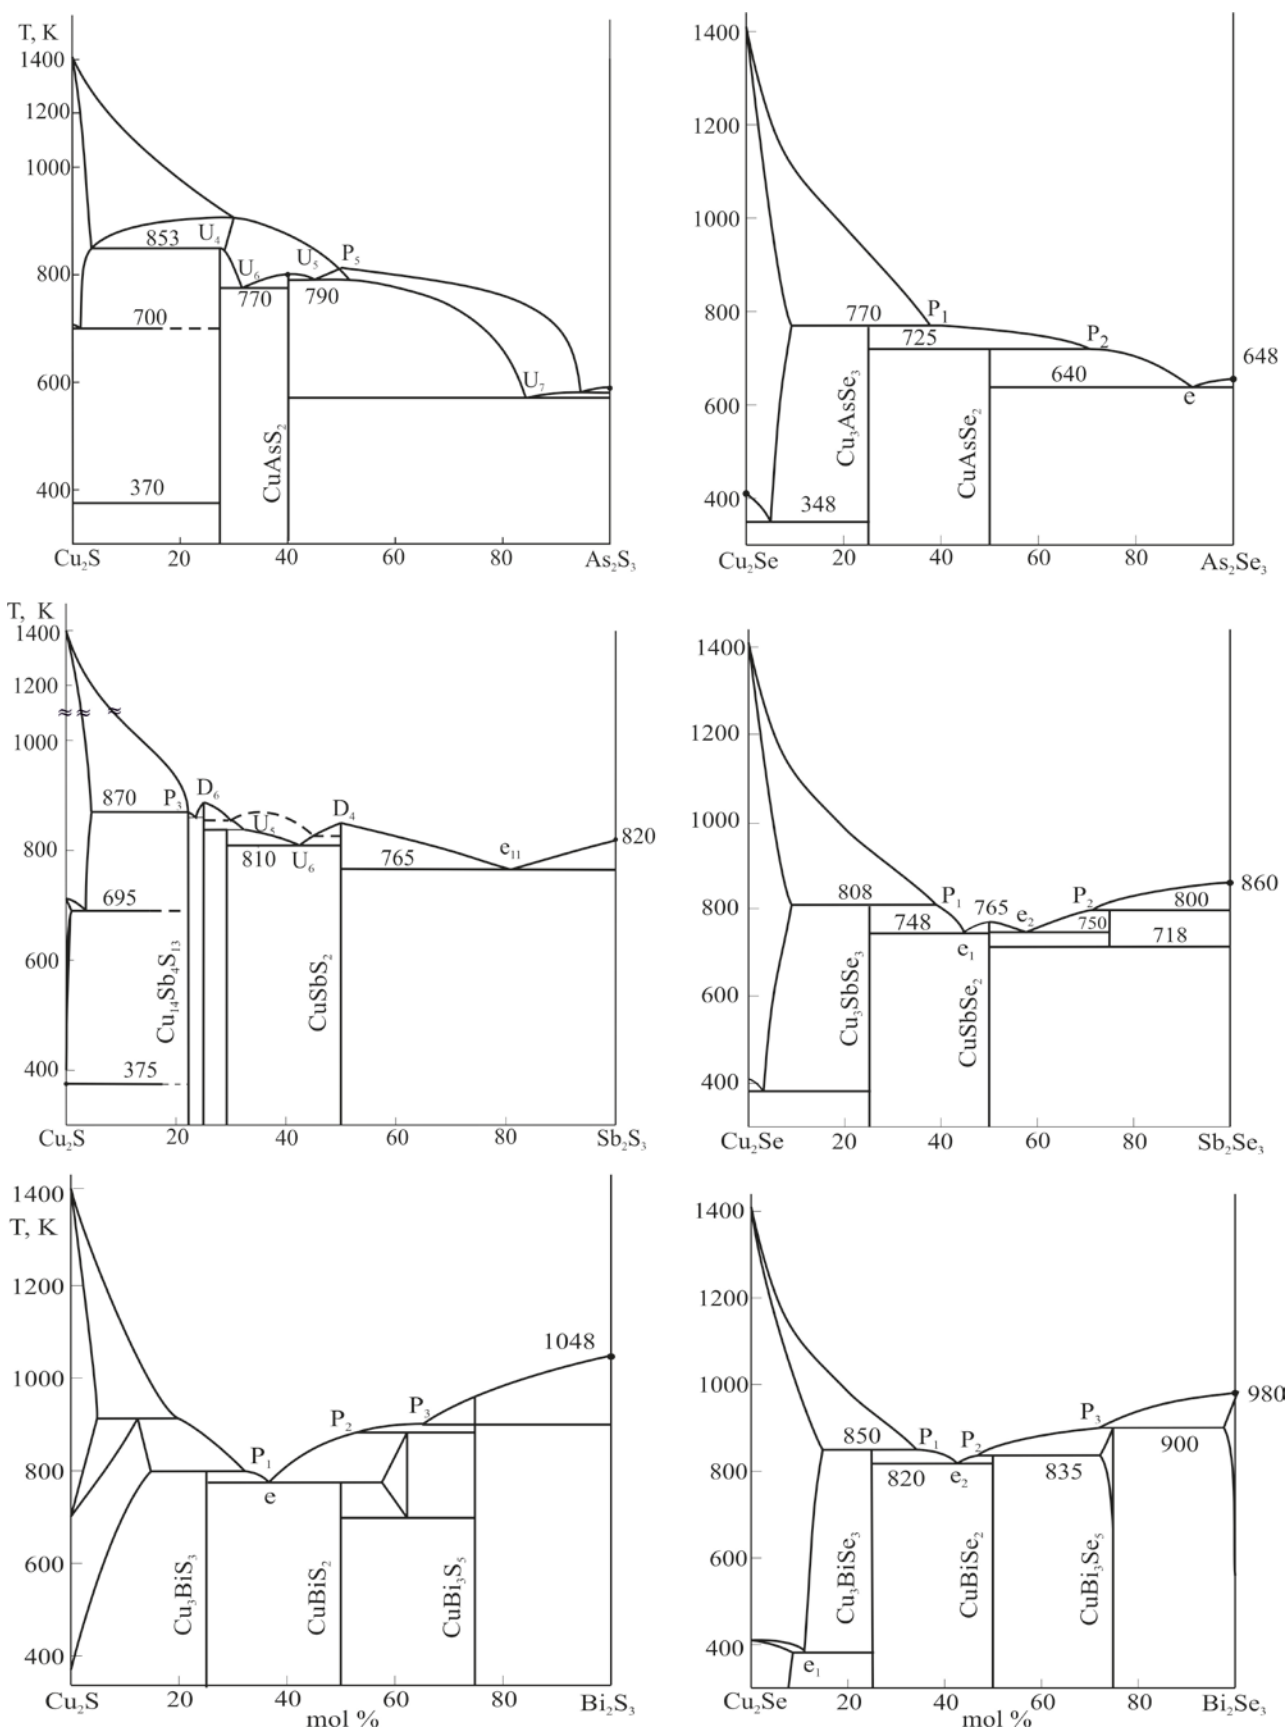 T, K
1400
1200
1000
800
600
400
853
U₄
U₆
U₅
P₅
770
790
700
U₇
370
CuAsS₂
Cu₂S
20
40
60
80
As₂S₃
1400
1200
1000
800
600
400
770
P₁
725
P₂
640
648
e
348
Cu₃AsSe₃
CuAsSe₂
Cu₂Se
20
40
60
80
As₂Se₃
T, K
1400
1200
1000
800
600
400
870
P₃
D₆
U₅
D₄
810
U₆
765
e₁₁
820
695
375
Cu₁₄Sb₄S₁₃
CuSbS₂
Cu₂S
20
40
60
80
Sb₂S₃
1400
1200
1000
800
600
400
808
P₁
765
e₂
P₂
860
800
748
750
718
e₁
Cu₃SbSe₃
CuSbSe₂
Cu₂Se
20
40
60
80
Sb₂Se₃
1400
T, K
1200
1000
800
600
400
1048
P₁
P₂
P₃
e
Cu₃BiS₃
CuBiS₂
CuBi₃S₅
Cu₂S
20
40
60
80
Bi₂S₃
mol %
1400
1200
1000
800
600
400
980
850
P₁
P₂
P₃
900
820
e₂
835
e₁
Cu₃BiSe₃
CuBiSe₂
CuBi₃Se₅
Cu₂Se
20
40
60
80
Bi₂Se₃
mol %